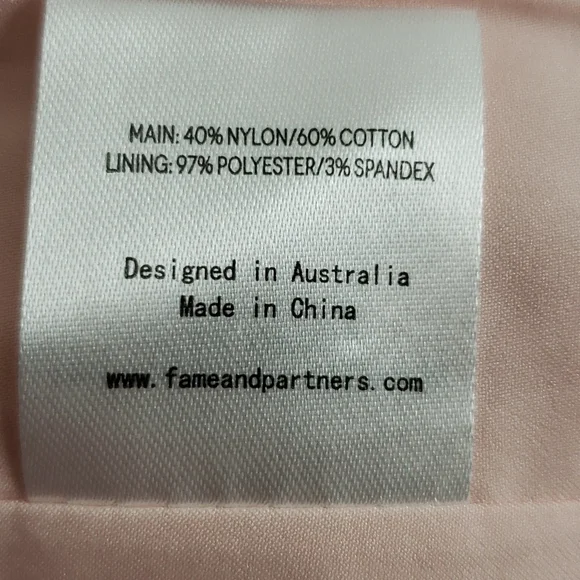 MAIN: 40% NYLON/60% COTTON
LINING: 97% POLYESTER/3% SPANDEX
Designed in Australia
Made in China
www.fameandpartners.com